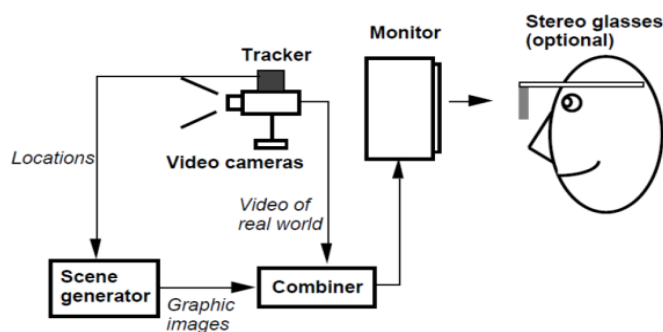 Stereo glasses
(optional)
Monitor
Tracker
Locations
Video cameras
Video of
real world
Scene
generator
Graphic
images
Combiner